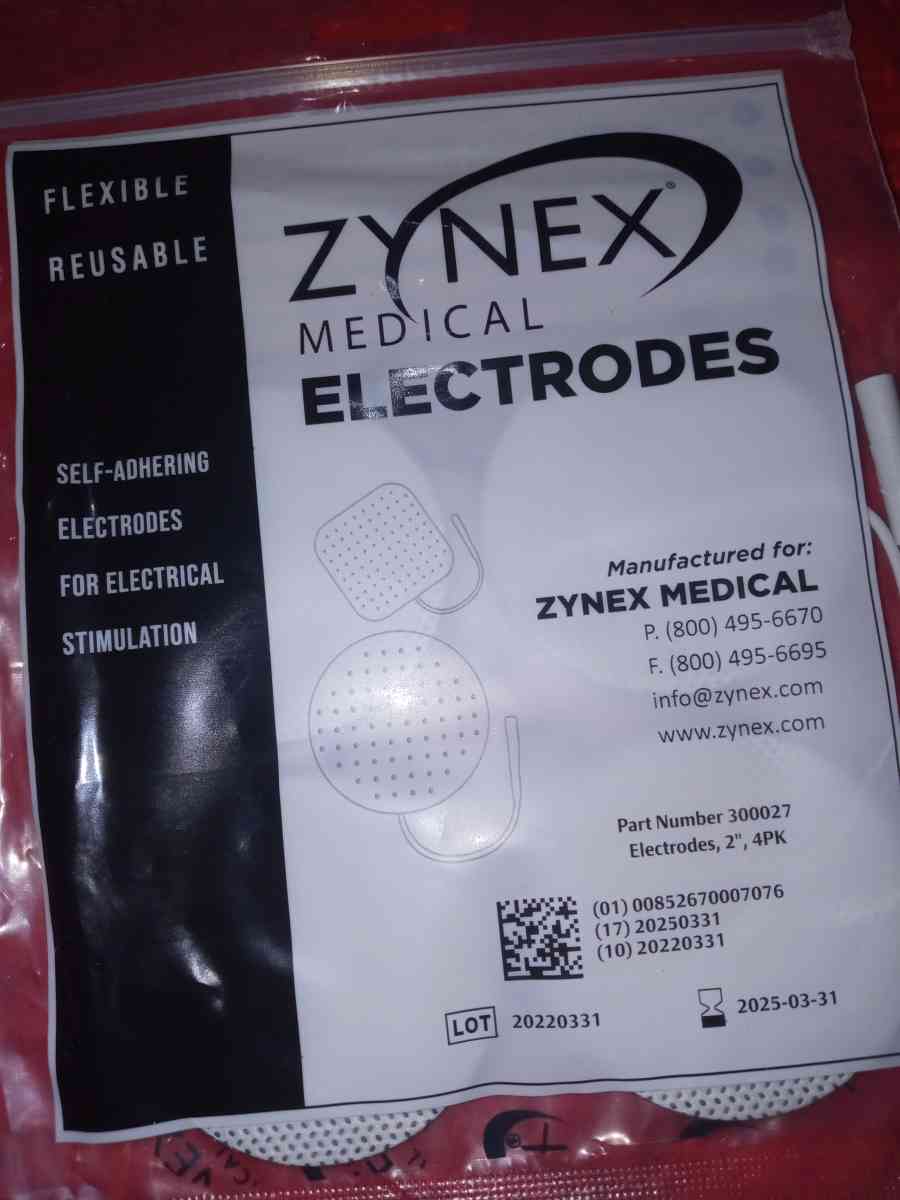 FLEXIBLE
REUSABLE
SELF-ADHERING
ELECTRODES
FOR ELECTRICAL
STIMULATION
ZYNEX®
MEDICAL
ELECTRODES
Manufactured for:
ZYNEX MEDICAL
P. (800) 495-6670
F. (800) 495-6695
info@zynex.com
www.zynex.com
Part Number 300027
Electrodes, 2", 4PK
(01) 00852670007076
(17) 20250331
(10) 20220331
LOT 20220331
2025-03-31